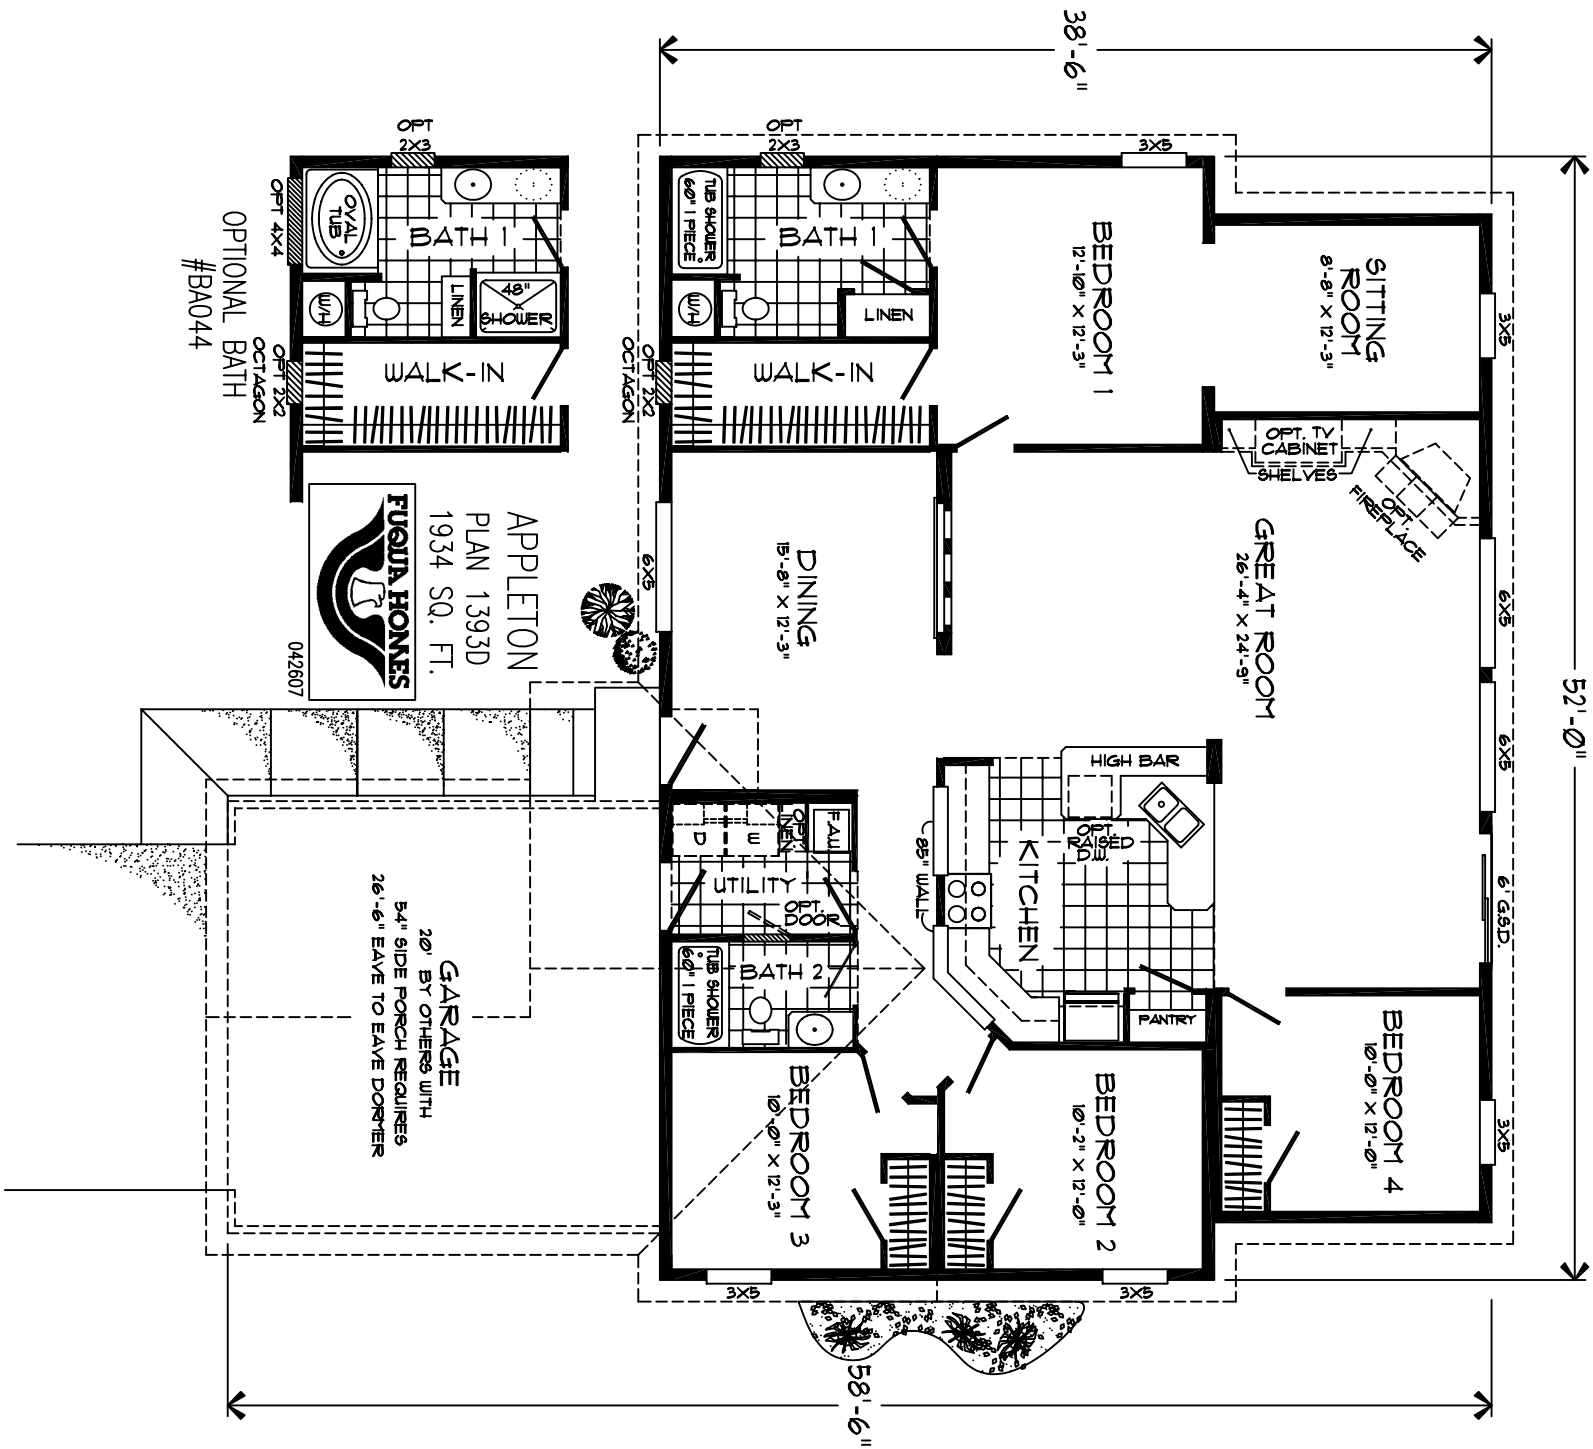 52'-0"
38'-6"
58'-6"
3X5
6X5
6X5
6' G.S.D.
3X5
SITTING
ROOM
8'-8" X 12'-3"
OPT. TV
CABINET
SHELVES
OPT.
FIREPLACE
GREAT ROOM
26'-4" X 24'-9"
BEDROOM 4
10'-0" X 12'-0"
3X5
BEDROOM 1
12'-10" X 12'-3"
HIGH BAR
OPT.
RAISED
D.W.
KITCHEN
PANTRY
85" WALL
BEDROOM 2
10'-2" X 12'-0"
3X5
OPT
2X3
BATH 1
TUB SHOWER
60" 1 PIECE
W/H
LINEN
WALK-IN
OPT 2X2
OCTAGON
DINING
15'-8" X 12'-3"
6X5
F.A.U.
OPT.
LINEN
D
W
UTILITY
OPT.
DOOR
BATH 2
TUB SHOWER
60" 1 PIECE
BEDROOM 3
10'-0" X 12'-3"
3X5
OPT
2X3
BATH 1
OVAL
TUB
OPT 4X4
W/H
LINEN
48"
SHOWER
WALK-IN
OPT 2X2
OCTAGON
OPTIONAL BATH
#BA044
APPLETON
PLAN 1393D
1934 SQ. FT.
FUQUA HOMES
042607
GARAGE
20' BY OTHERS WITH
54" SIDE PORCH REQUIRES
26'-6" EAVE TO EAVE DORMER